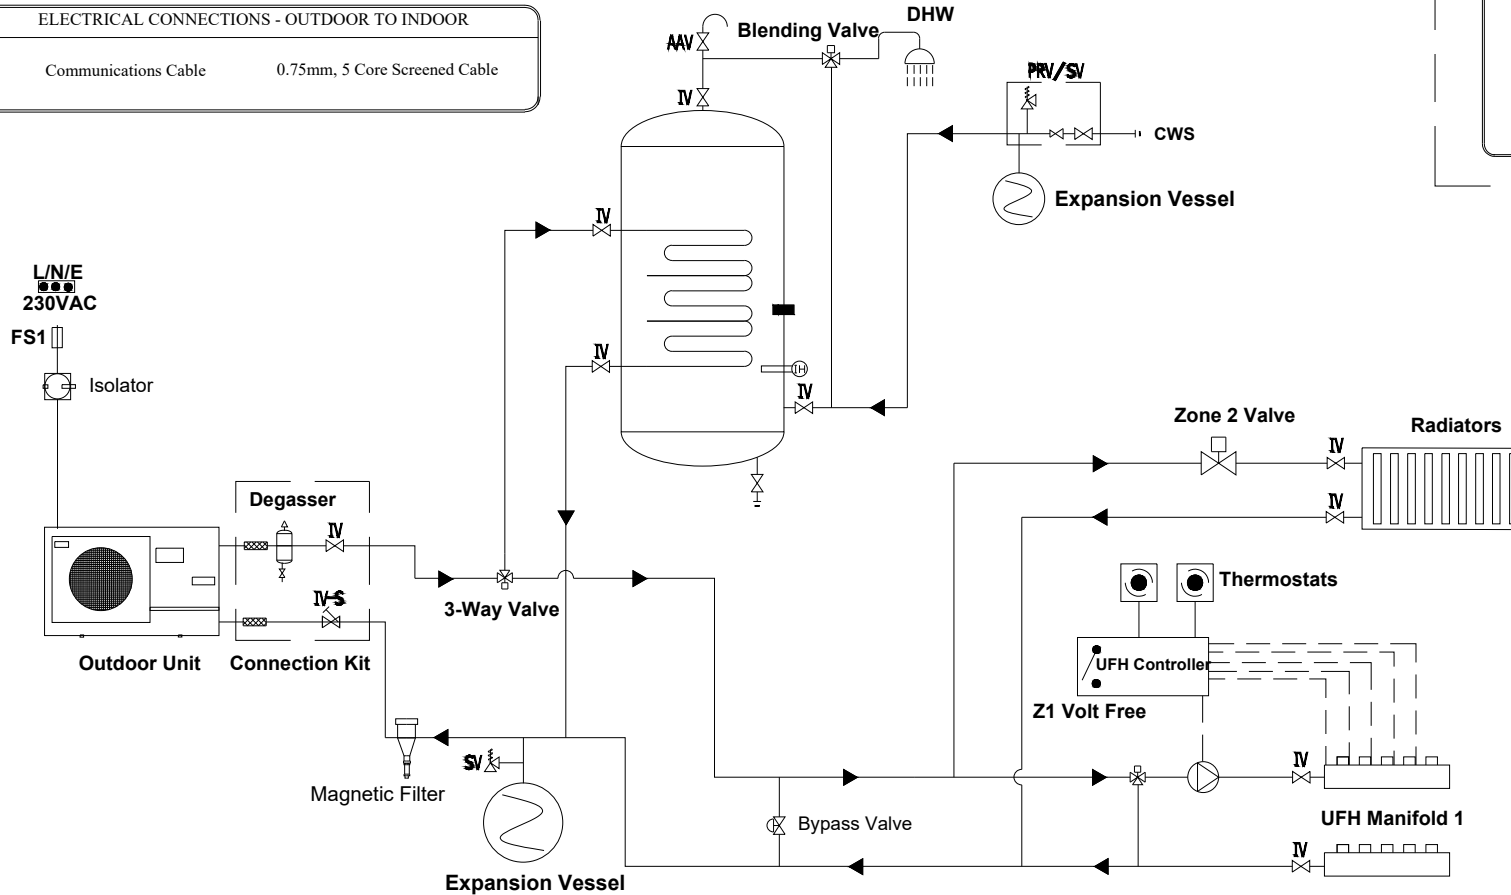 ELECTRICAL CONNECTIONS - OUTDOOR TO INDOOR
Communications Cable 0.75mm, 5 Core Screened Cable
DHW
AAV
Blending Valve
IV
PRV/SV
CWS
Expansion Vessel
IV
L/N/E
230VAC
FS1
Isolator
IV
IH
IV
Zone 2 Valve
Radiators
IV
Degasser
IV
IV
IV-S
3-Way Valve
Thermostats
Outdoor Unit
Connection Kit
UFH Controller
Z1 Volt Free
SV
IV
Magnetic Filter
Bypass Valve
UFH Manifold 1
IV
Expansion Vessel